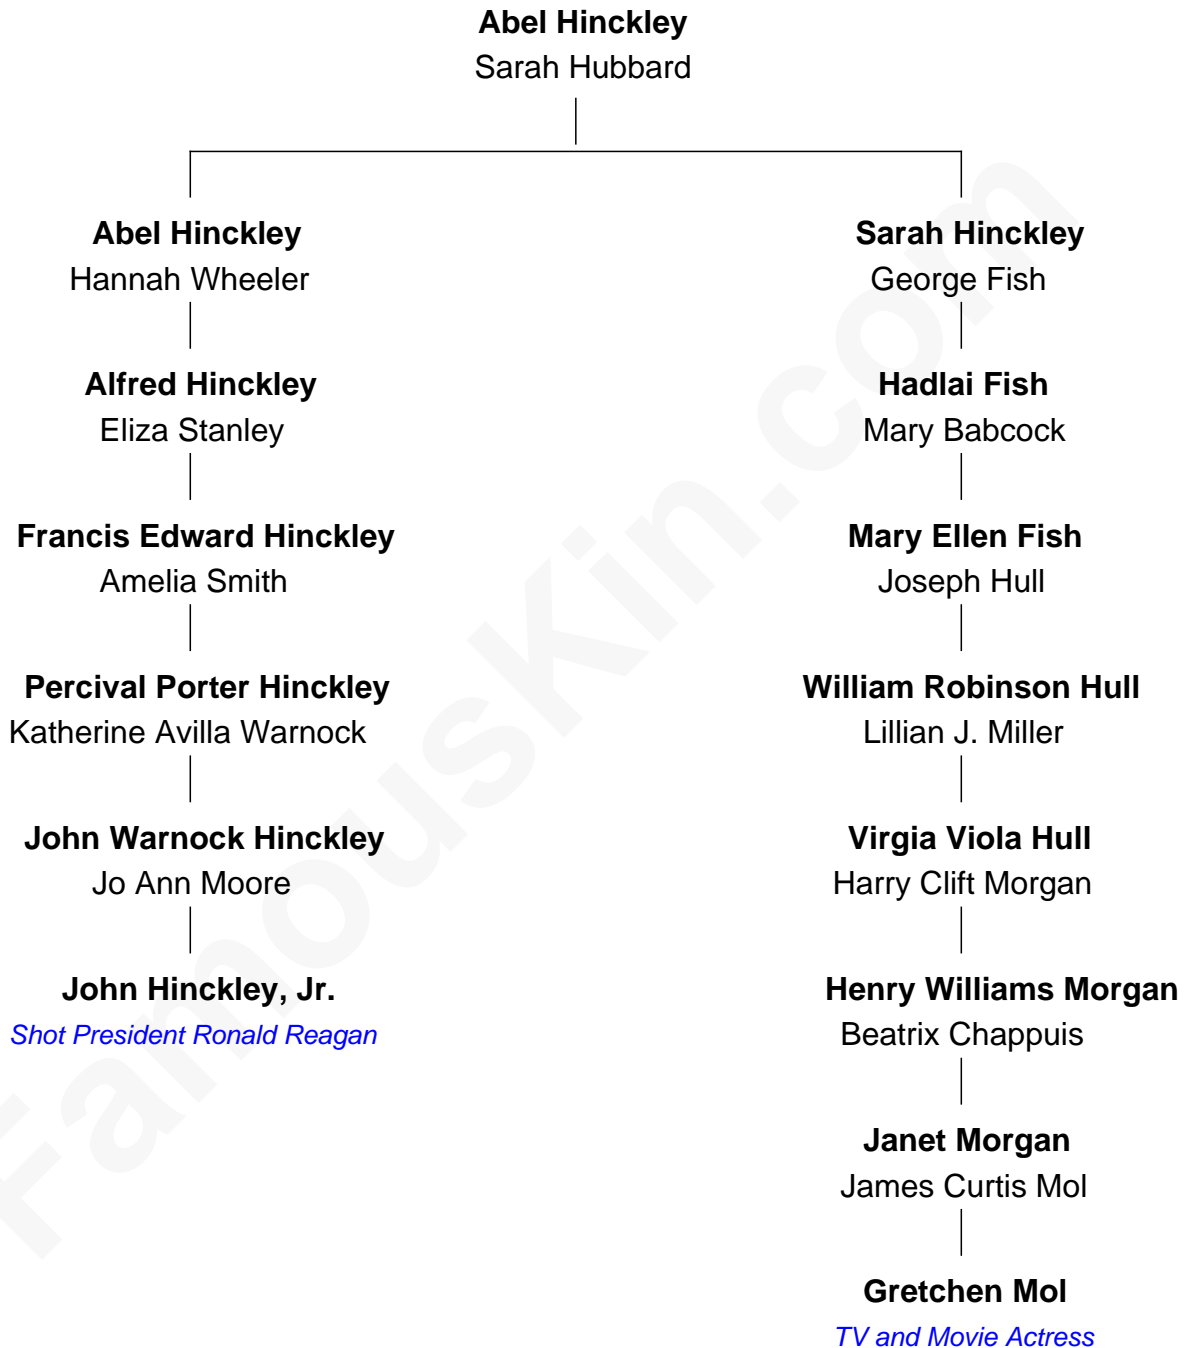 Abel Hinckley
Sarah Hubbard
Abel Hinckley
Hannah Wheeler
Alfred Hinckley
Eliza Stanley
Francis Edward Hinckley
Amelia Smith
Percival Porter Hinckley
Katherine Avilla Warnock
John Warnock Hinckley
Jo Ann Moore
John Hinckley, Jr.
Shot President Ronald Reagan
Sarah Hinckley
George Fish
Hadlai Fish
Mary Babcock
Mary Ellen Fish
Joseph Hull
William Robinson Hull
Lillian J. Miller
Virgia Viola Hull
Harry Clift Morgan
Henry Williams Morgan
Beatrix Chappuis
Janet Morgan
James Curtis Mol
Gretchen Mol
TV and Movie Actress
FamousKin.com